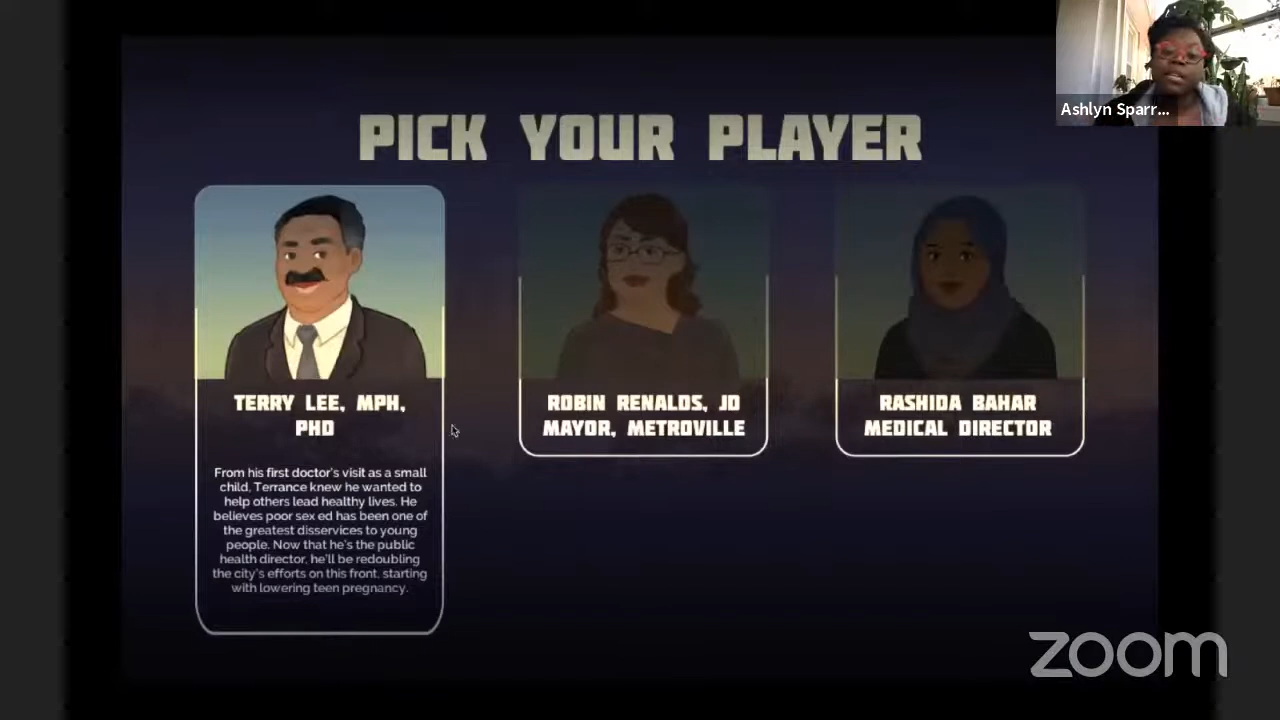 Ashlyn Sparr...
PICK YOUR PLAYER
TERRY LEE, MPH,
PHD
From his first doctor's visit as a small
child, Terrance knew he wanted to
help others lead healthy lives. He
believes poor sex ed has been one of
the greatest disservices to young
people. Now that he's the public
health director, he'll be redoubling
the city's efforts on this front, starting
with lowering teen pregnancy.
ROBIN RENALDS, JD
MAYOR, METROVILLE
RASHIDA BAHAR
MEDICAL DIRECTOR
zoom